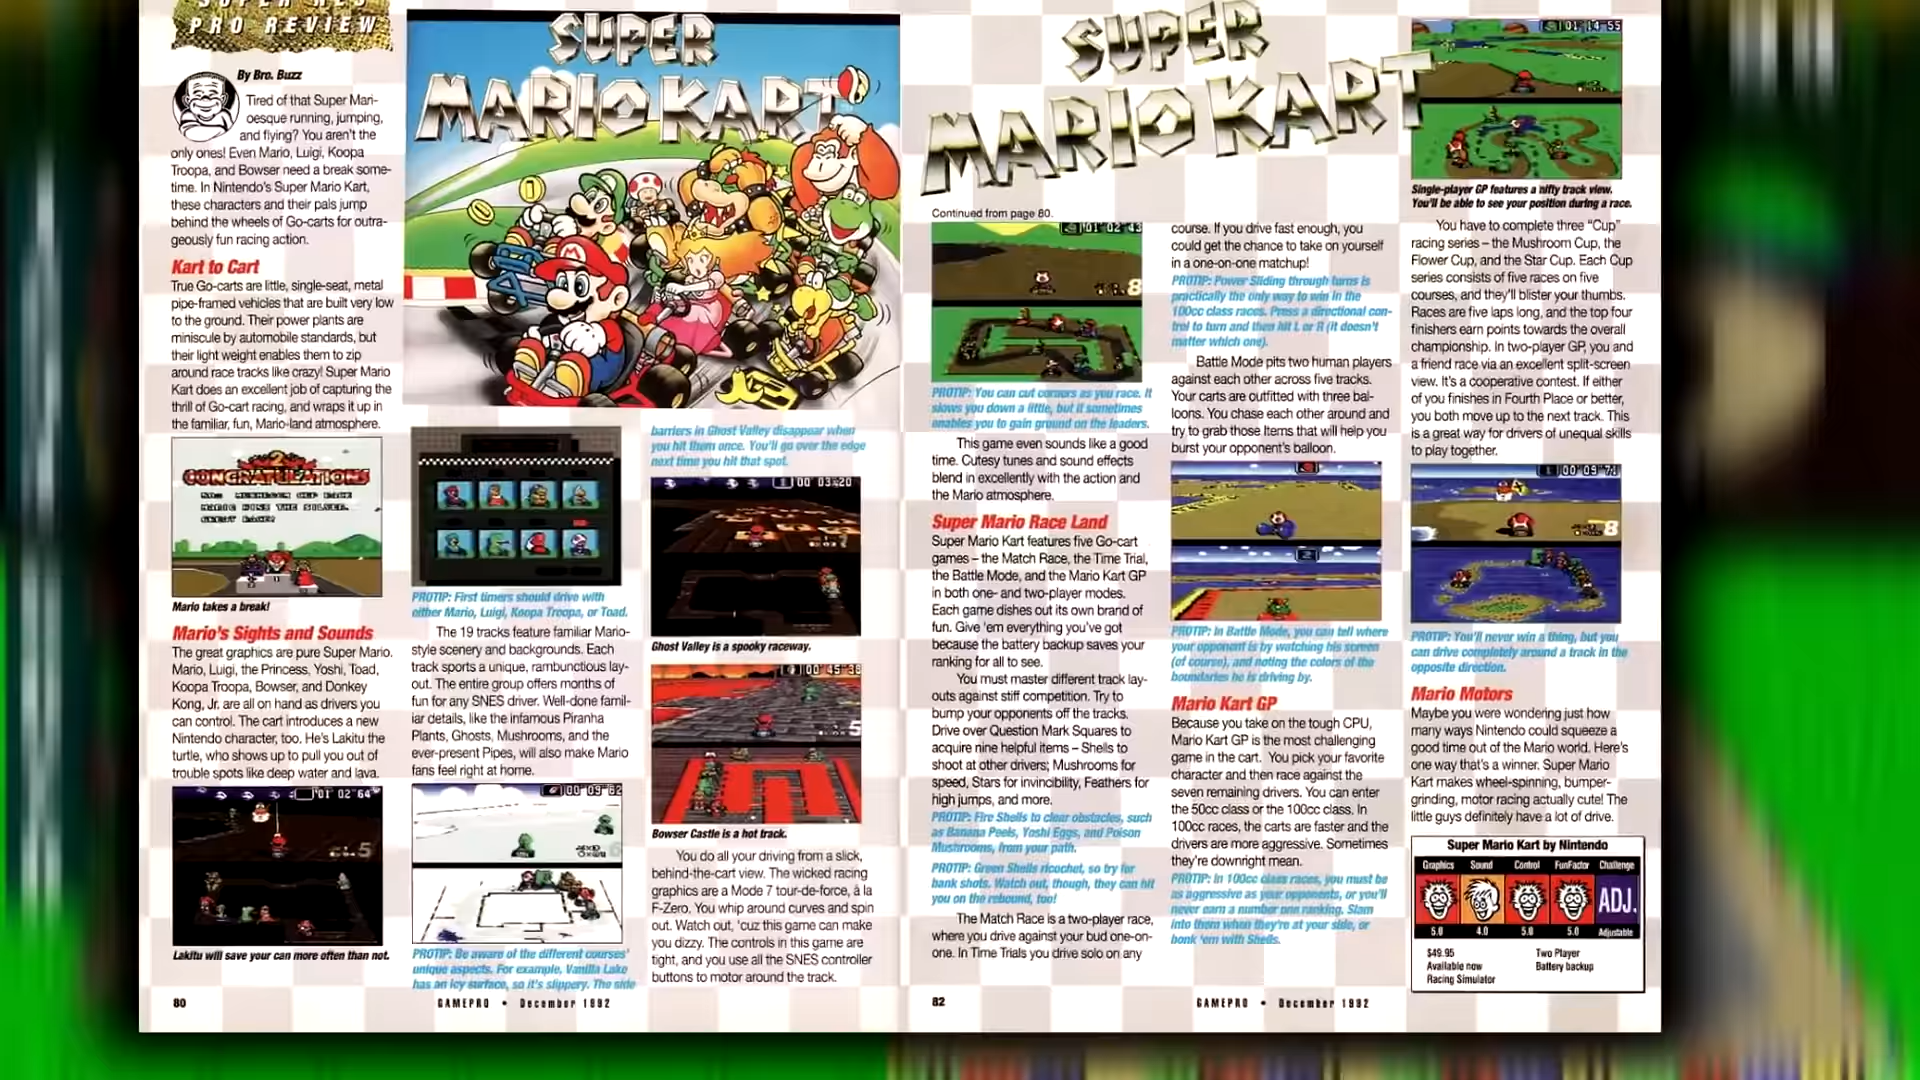 SUPER NES
PRO REVIEW
By Bro. Buzz
Tired of that Super Mari-
oesque running, jumping,
and flying? You aren't the
only ones! Even Mario, Luigi, Koopa
Troopa, and Bowser need a break some-
time. In Nintendo's Super Mario Kart,
these characters and their pals jump
behind the wheels of Go-carts for outra-
geously fun racing action.
Kart to Cart
True Go-carts are little, single-seat, metal
pipe-framed vehicles that are built very low
to the ground. Their power plants are
miniscule by automobile standards, but
their light weight enables them to zip
around race tracks like crazy! Super Mario
Kart does an excellent job of capturing the
thrill of Go-cart racing, and wraps it up in
the familiar, fun, Mario-land atmosphere.
CONGRATULATIONS
MARIO WINS THE SILVER.
GREAT RACE!
Mario takes a break!
Mario's Sights and Sounds
The great graphics are pure Super Mario.
Mario, Luigi, the Princess, Yoshi, Toad,
Koopa Troopa, Bowser, and Donkey
Kong, Jr. are all on hand as drivers you
can control. The cart introduces a new
Nintendo character, too. He's Lakitu the
turtle, who shows up to pull you out of
trouble spots like deep water and lava.
01'02"64
5
Lakitu will save your can more often than not.
80
SUPER
MARIO KART
PROTIP: First timers should drive with
either Mario, Luigi, Koopa Troopa, or Toad.
The 19 tracks feature familiar Mario-
style scenery and backgrounds. Each
track sports a unique, rambunctious lay-
out. The entire group offers months of
fun for any SNES driver. Well-done famil-
iar details, like the infamous Piranha
Plants, Ghosts, Mushrooms, and the
ever-present Pipes, will also make Mario
fans feel right at home.
00'09"62
PROTIP: Be aware of the different courses'
unique aspects. For example, Vanilla Lake
has an icy surface, so it's slippery. The side
GAMEPRO • December 1992
barriers in Ghost Valley disappear when
you hit them once. You'll go over the edge
next time you hit that spot.
00'03"20
Ghost Valley is a spooky raceway.
00'45"38
5
Bowser Castle is a hot track.
You do all your driving from a slick,
behind-the-cart view. The wicked racing
graphics are a Mode 7 tour-de-force, à la
F-Zero. You whip around curves and spin
out. Watch out, 'cuz this game can make
you dizzy. The controls in this game are
tight, and you use all the SNES controller
buttons to motor around the track.
SUPER
MARIO KART
Continued from page 80.
01'02"43
8
PROTIP: You can cut corners as you race. It
slows you down a little, but it sometimes
enables you to gain ground on the leaders.
This game even sounds like a good
time. Cutesy tunes and sound effects
blend in excellently with the action and
the Mario atmosphere.
Super Mario Race Land
Super Mario Kart features five Go-cart
games – the Match Race, the Time Trial,
the Battle Mode, and the Mario Kart GP
in both one- and two-player modes.
Each game dishes out its own brand of
fun. Give 'em everything you've got
because the battery backup saves your
ranking for all to see.
You must master different track lay-
outs against stiff competition. Try to
bump your opponents off the tracks.
Drive over Question Mark Squares to
acquire nine helpful items – Shells to
shoot at other drivers; Mushrooms for
speed, Stars for invincibility, Feathers for
high jumps, and more.
PROTIP: Fire Shells to clear obstacles, such
as Banana Peels, Yoshi Eggs, and Poison
Mushrooms, from your path.
PROTIP: Green Shells ricochet, so try for
bank shots. Watch out, though, they can hit
you on the rebound, too!
The Match Race is a two-player race,
where you drive against your bud one-on-
one. In Time Trials you drive solo on any
82
course. If you drive fast enough, you
could get the chance to take on yourself
in a one-on-one matchup!
PROTIP: Power Sliding through turns is
practically the only way to win in the
100cc class races. Press a directional con-
trol to turn and then hit L or R (it doesn't
matter which one).
Battle Mode pits two human players
against each other across five tracks.
Your carts are outfitted with three bal-
loons. You chase each other around and
try to grab those Items that will help you
burst your opponent's balloon.
PROTIP: In Battle Mode, you can tell where
your opponent is by watching his screen
(of course), and noting the colors of the
boundaries he is driving by.
Mario Kart GP
Because you take on the tough CPU,
Mario Kart GP is the most challenging
game in the cart. You pick your favorite
character and then race against the
seven remaining drivers. You can enter
the 50cc class or the 100cc class. In
100cc races, the carts are faster and the
drivers are more aggressive. Sometimes
they're downright mean.
PROTIP: In 100cc class races, you must be
as aggressive as your opponents, or you'll
never earn a number one ranking. Slam
into them when they're at your side, or
bonk 'em with Shells.
GAMEPRO • December 1992
01'14"55
Single-player GP features a nifty track view.
You'll be able to see your position during a race.
You have to complete three "Cup"
racing series – the Mushroom Cup, the
Flower Cup, and the Star Cup. Each Cup
series consists of five races on five
courses, and they'll blister your thumbs.
Races are five laps long, and the top four
finishers earn points towards the overall
championship. In two-player GP, you and
a friend race via an excellent split-screen
view. It's a cooperative contest. If either
of you finishes in Fourth Place or better,
you both move up to the next track. This
is a great way for drivers of unequal skills
to play together.
00'09"71
8
PROTIP: You'll never win a thing, but you
can drive completely around a track in the
opposite direction.
Mario Motors
Maybe you were wondering just how
many ways Nintendo could squeeze a
good time out of the Mario world. Here's
one way that's a winner. Super Mario
Kart makes wheel-spinning, bumper-
grinding, motor racing actually cute! The
little guys definitely have a lot of drive.
Super Mario Kart by Nintendo
Graphics Sound Control FunFactor Challenge
ADJ.
5.0 4.0 5.0 5.0 Adjustable
$49.95 Two Player
Available now Battery backup
Racing Simulator